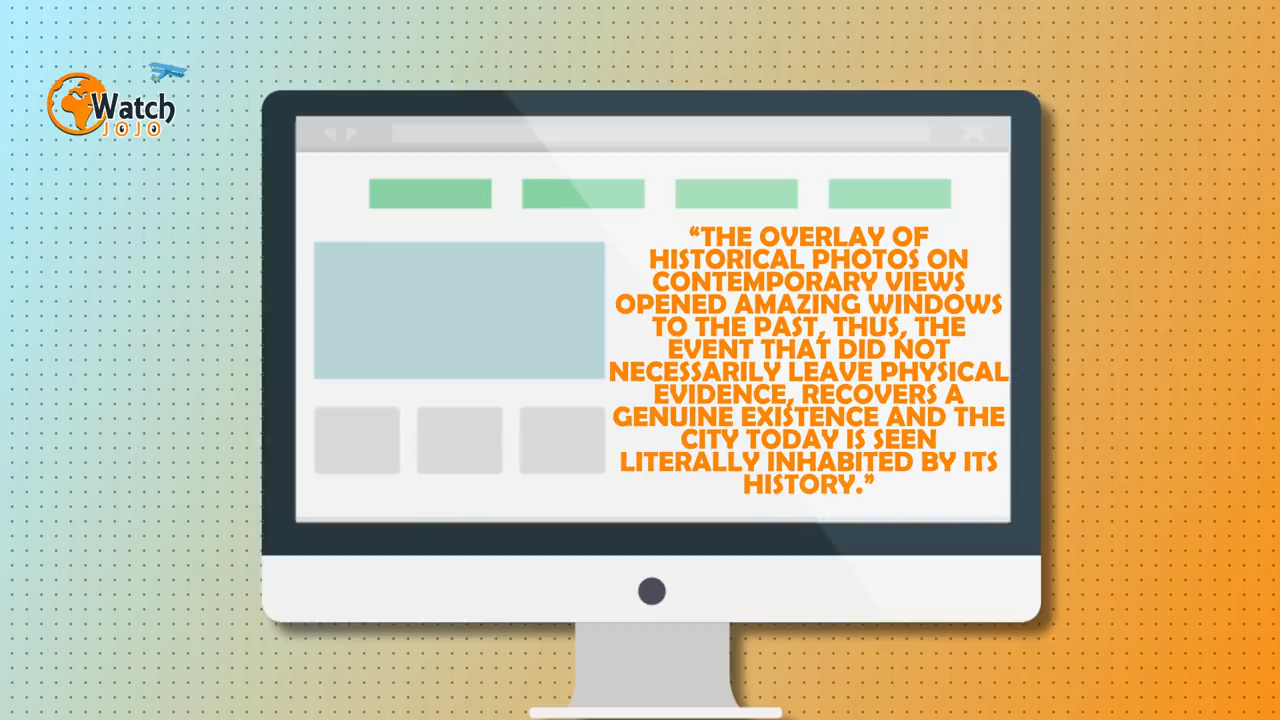 Watch
JOJO
“THE OVERLAY OF
HISTORICAL PHOTOS ON
CONTEMPORARY VIEWS
OPENED AMAZING WINDOWS
TO THE PAST, THUS, THE
EVENT THAT DID NOT
NECESSARILY LEAVE PHYSICAL
EVIDENCE, RECOVERS A
GENUINE EXISTENCE AND THE
CITY TODAY IS SEEN
LITERALLY INHABITED BY ITS
HISTORY.”